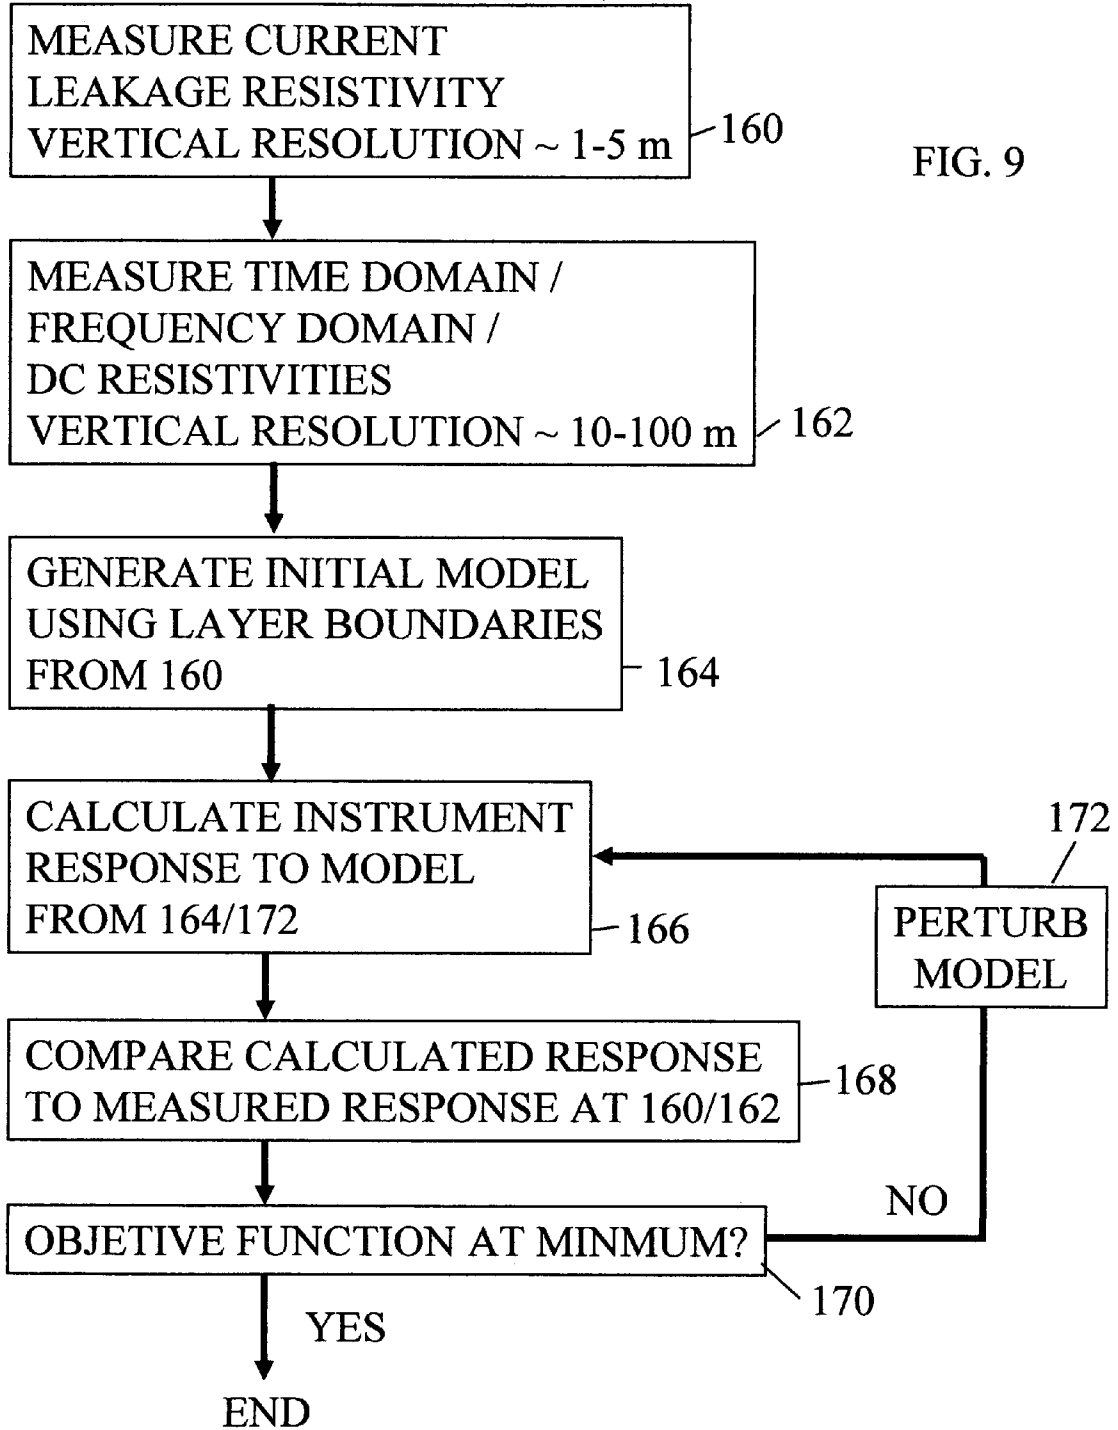 MEASURE CURRENT
LEAKAGE RESISTIVITY
VERTICAL RESOLUTION ~ 1-5 m
160
FIG. 9
MEASURE TIME DOMAIN /
FREQUENCY DOMAIN /
DC RESISTIVITIES
VERTICAL RESOLUTION ~ 10-100 m
162
GENERATE INITIAL MODEL
USING LAYER BOUNDARIES
FROM 160
164
CALCULATE INSTRUMENT
RESPONSE TO MODEL
FROM 164/172
166
172
PERTURB
MODEL
COMPARE CALCULATED RESPONSE
TO MEASURED RESPONSE AT 160/162
168
OBJETIVE FUNCTION AT MINMUM?
170
NO
YES
END